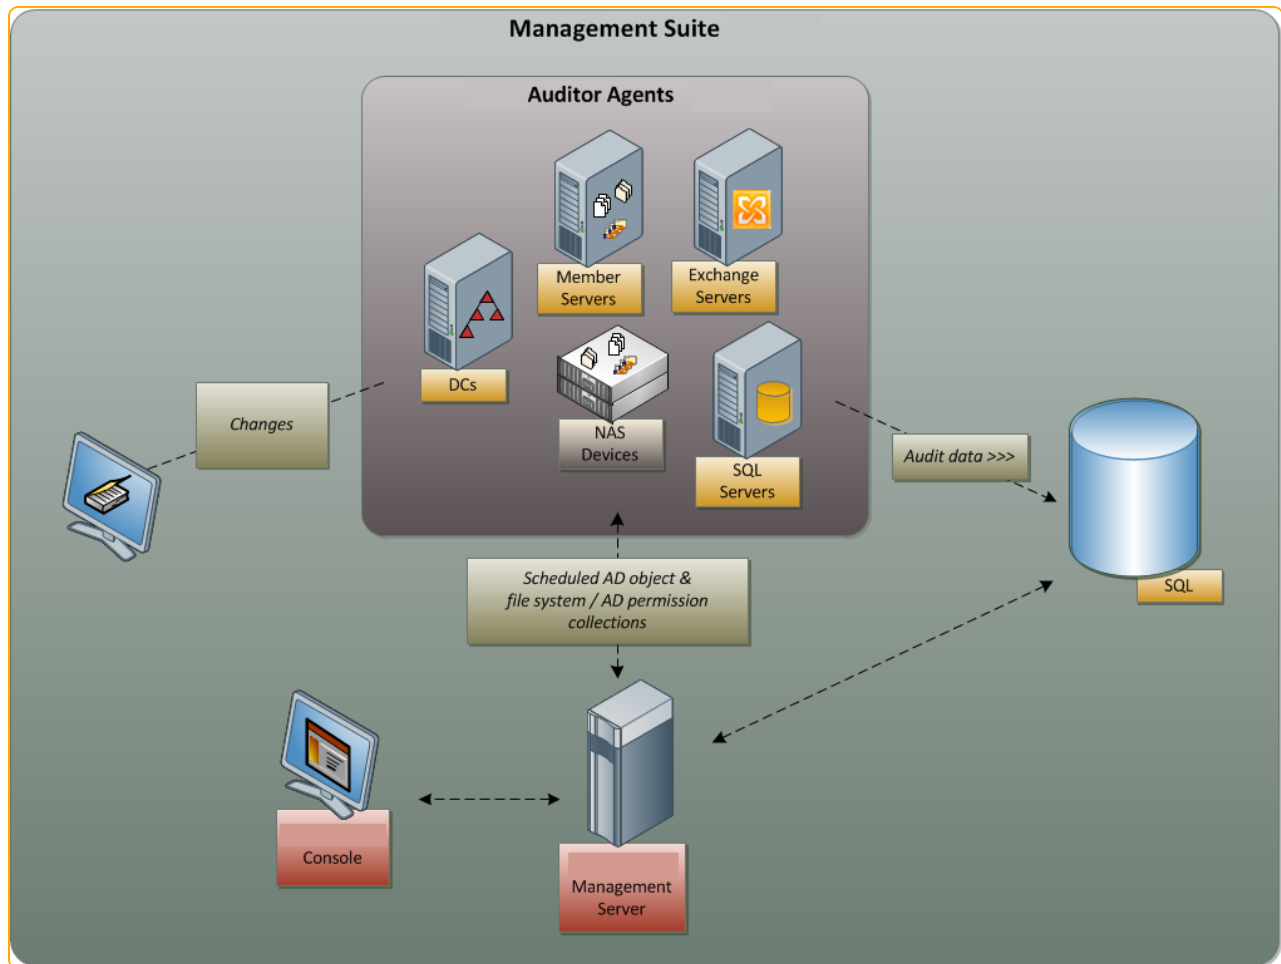 Management Suite
Auditor Agents
Member
Servers
Exchange
Servers
DCs
NAS
Devices
SQL
Servers
Changes
Audit data >>>
SQL
Scheduled AD object &
file system / AD permission
collections
Console
Management
Server